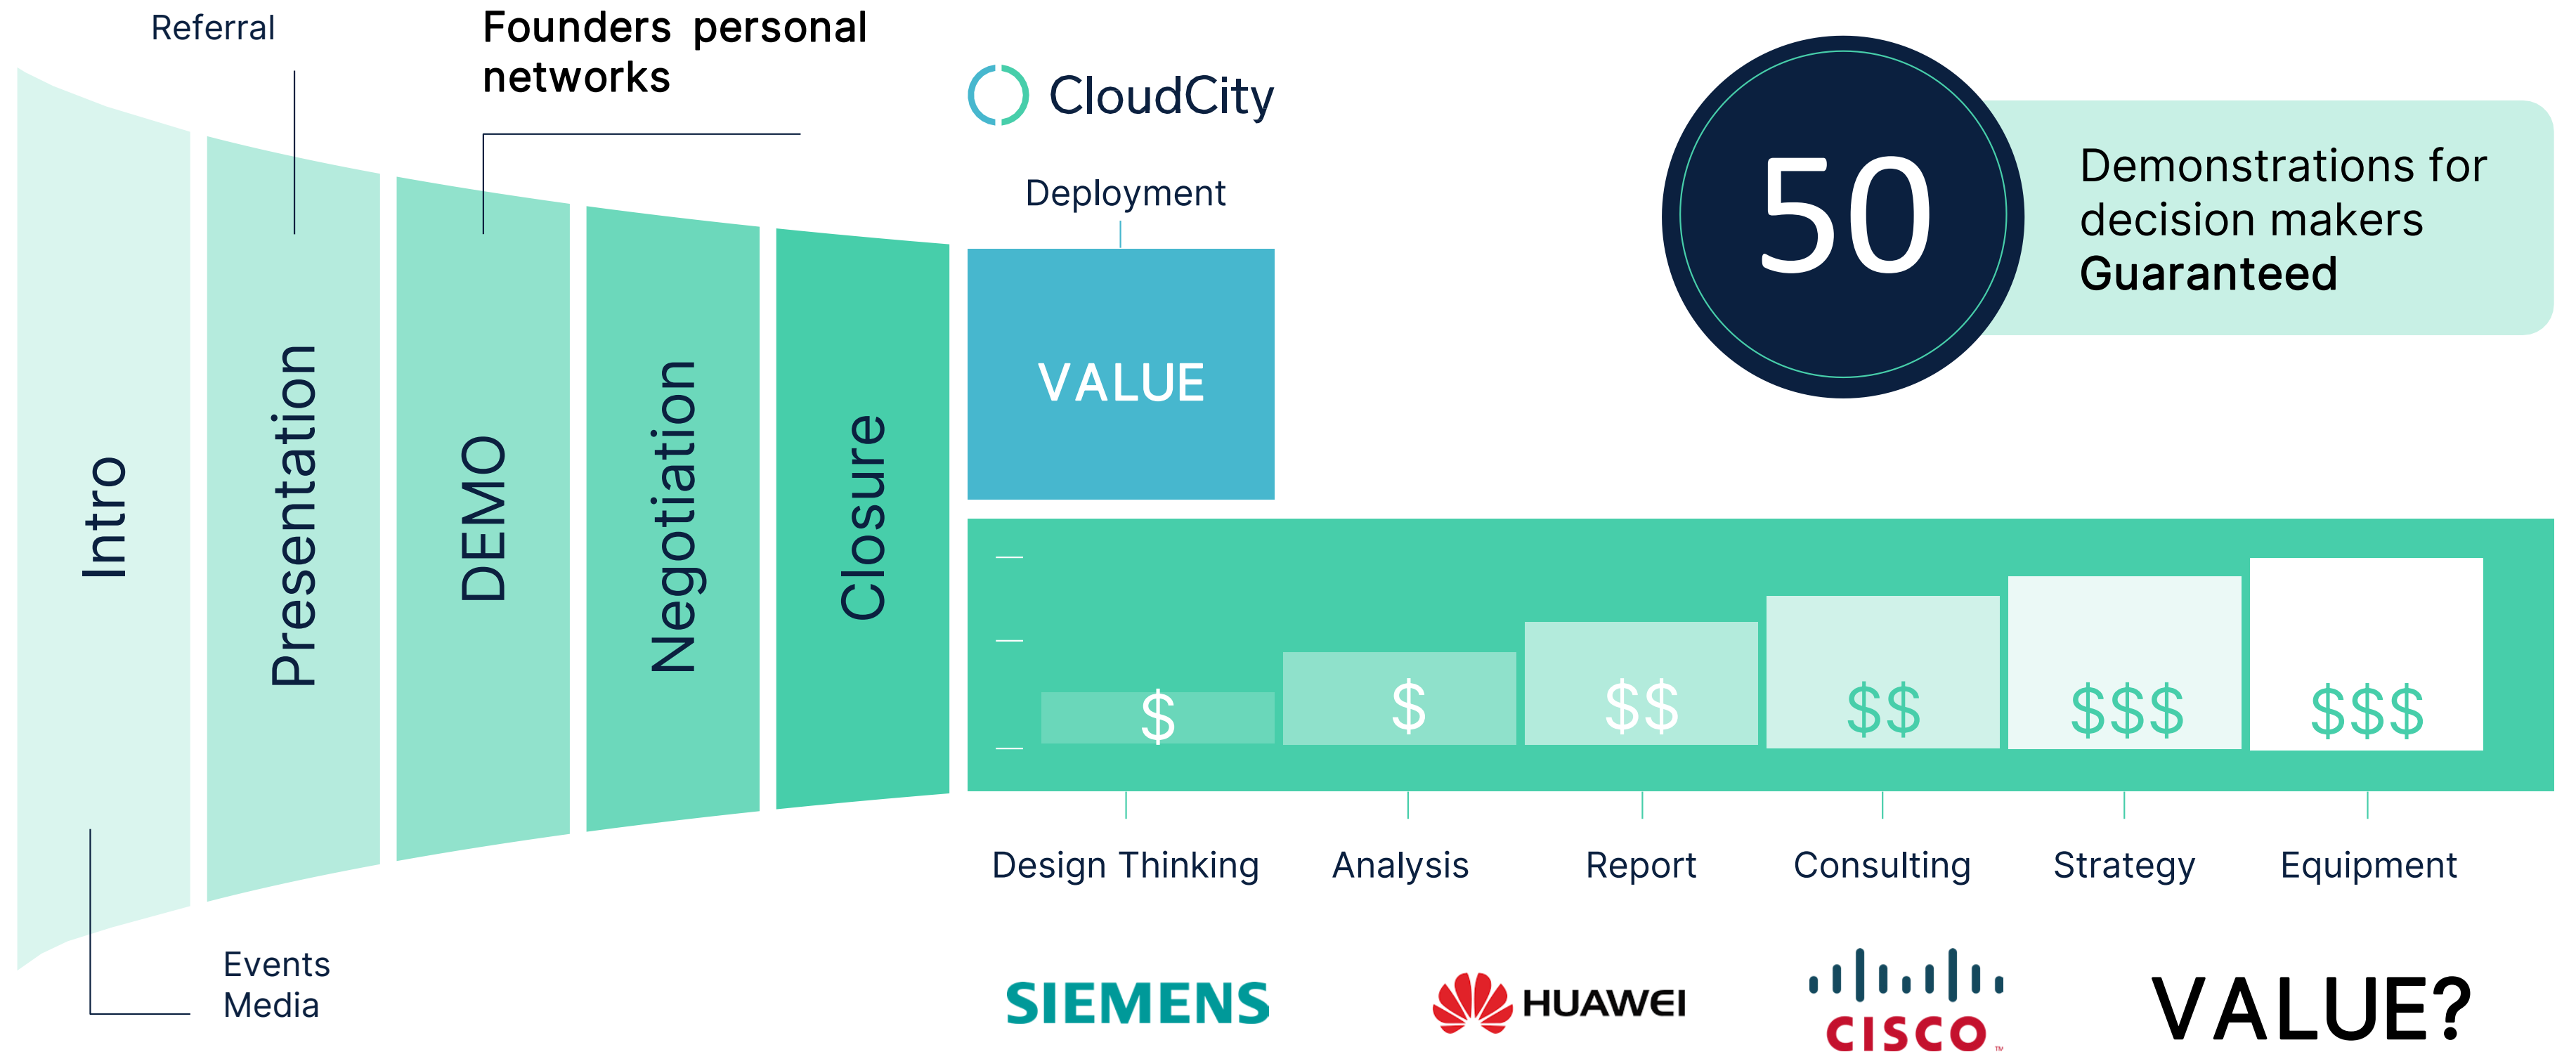 Referral
Founders personal
networks
CloudCity
Deployment
50
Demonstrations for
decision makers
Guaranteed
Intro
Presentation
DEMO
Negotiation
Closure
VALUE
$
$
$$
$$
$$$
$$$
Design Thinking
Analysis
Report
Consulting
Strategy
Equipment
Events
Media
SIEMENS
HUAWEI
CISCO™
VALUE?